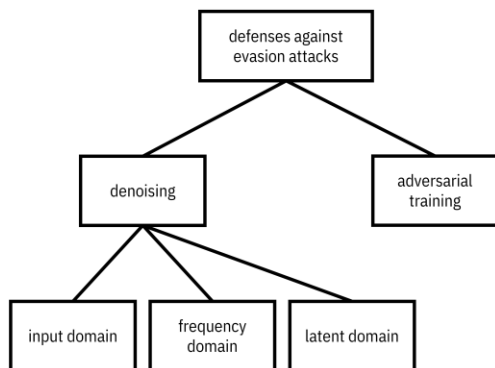 defenses against
evasion attacks
denoising
adversarial
training
input domain
frequency
domain
latent domain